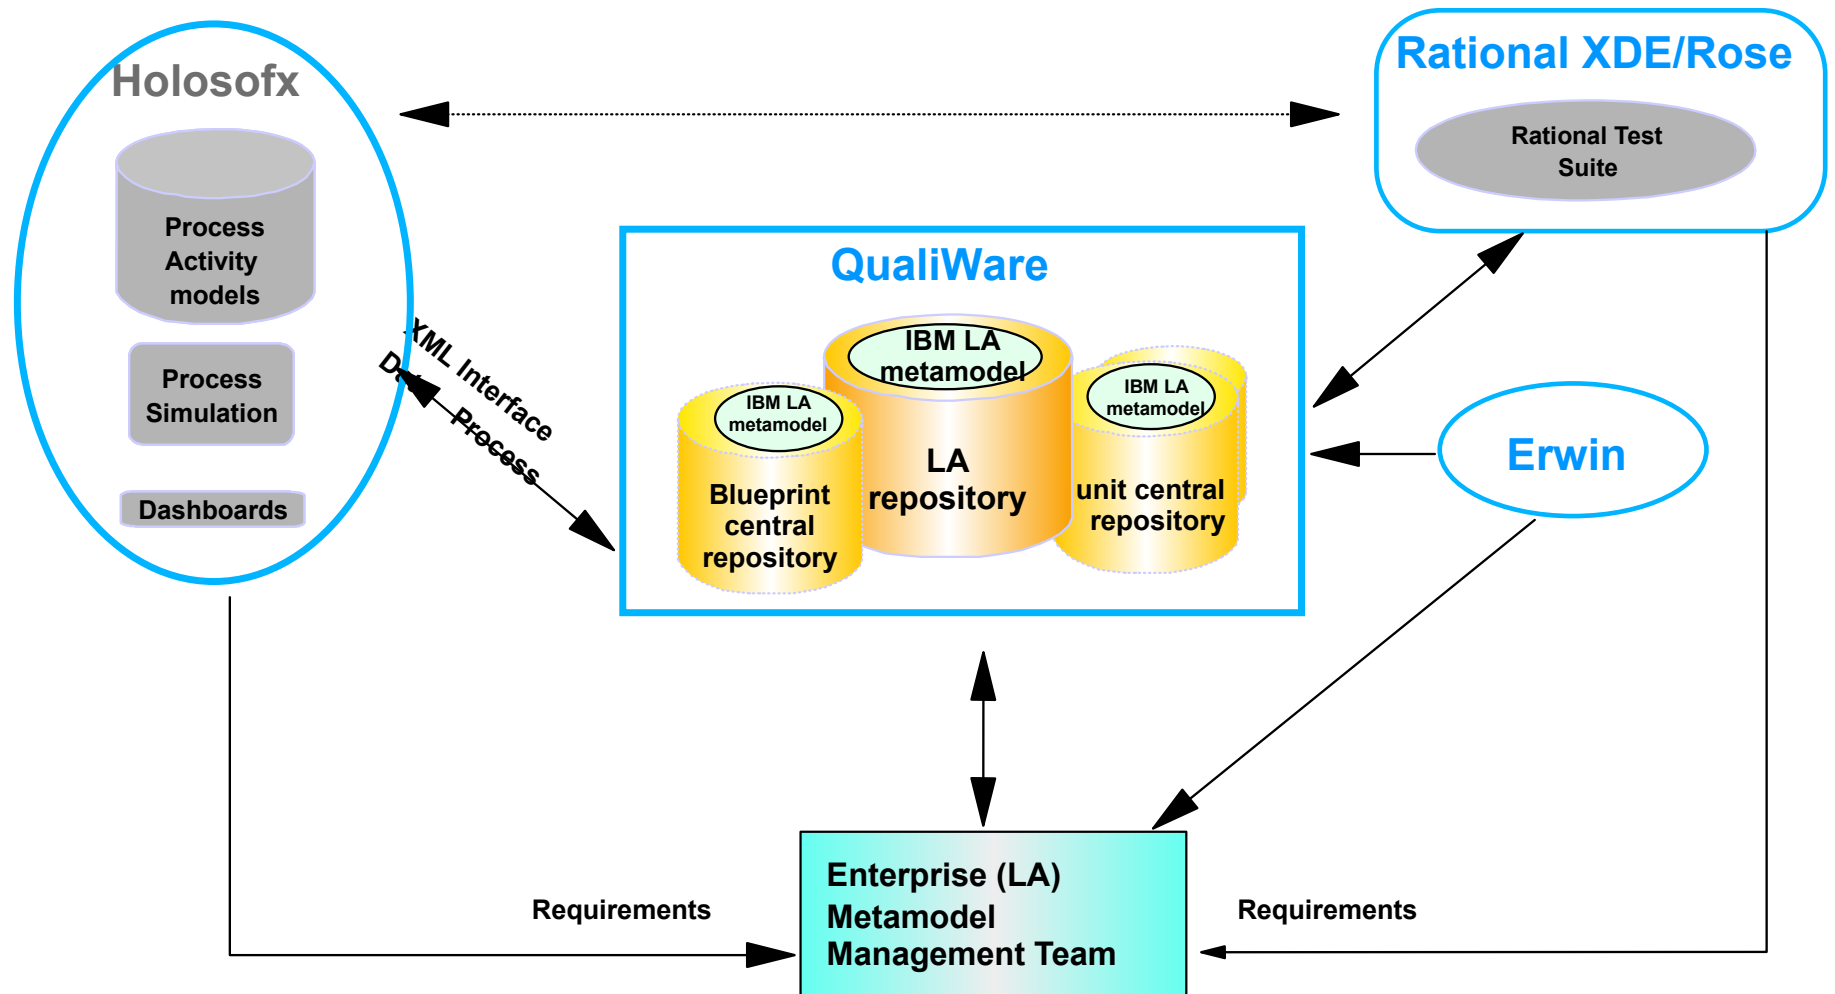 Holosofx
Process
Activity
models
Process
Simulation
Dashboards
XML Interface
Process
Rational XDE/Rose
Rational Test
Suite
QualiWare
IBM LA
metamodel
Blueprint
central
repository
IBM LA
metamodel
LA
repository
IBM LA
metamodel
unit central
repository
Erwin
Requirements
Enterprise (LA)
Metamodel
Management Team
Requirements